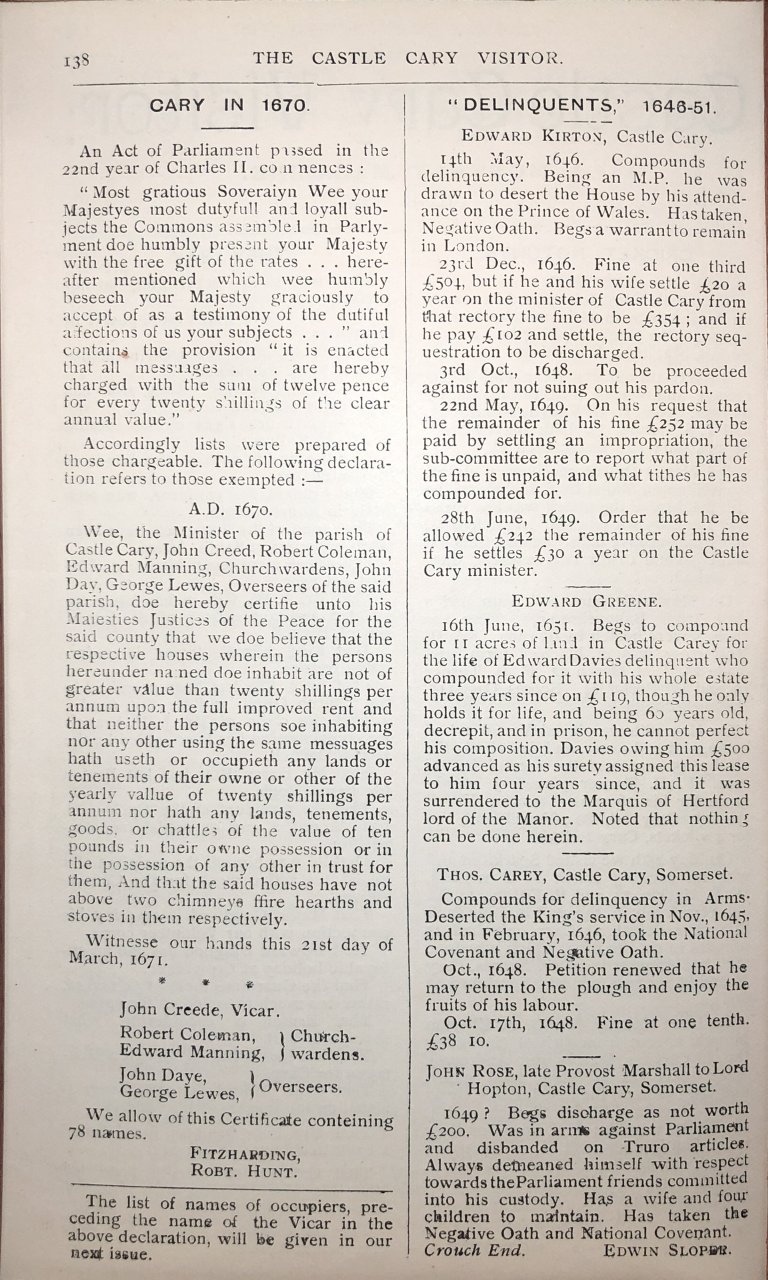 138
THE CASTLE CARY VISITOR.
CARY IN 1670.
An Act of Parliament passed in the
22nd year of Charles II. commences :
“ Most gratious Soveraiyn Wee your
Majestyes most dutyfull and loyall sub-
jects the Commons assembled in Parly-
ment doe humbly present your Majesty
with the free gift of the rates . . . here-
after mentioned which wee humbly
beseech your Majesty graciously to
accept of as a testimony of the dutiful
affections of us your subjects . . . ” and
contains the provision “ it is enacted
that all messuages . . . are hereby
charged with the sum of twelve pence
for every twenty shillings of the clear
annual value.”
Accordingly lists were prepared of
those chargeable. The following declara-
tion refers to those exempted :—
A.D. 1670.
Wee, the Minister of the parish of
Castle Cary, John Creed, Robert Coleman,
Edward Manning, Churchwardens, John
Day, George Lewes, Overseers of the said
parish, doe hereby certifie unto his
Maiesties Justices of the Peace for the
said county that we doe believe that the
respective houses wherein the persons
hereunder named doe inhabit are not of
greater value than twenty shillings per
annum upon the full improved rent and
that neither the persons soe inhabiting
nor any other using the same messuages
hath useth or occupieth any lands or
tenements of their owne or other of the
yearly vallue of twenty shillings per
annum nor hath any lands, tenements,
goods, or chattles of the value of ten
pounds in their owne possession or in
the possession of any other in trust for
them, And that the said houses have not
above two chimneys ffire hearths and
stoves in them respectively.
Witnesse our hands this 21st day of
March, 1671.
* * *
John Creede, Vicar.
Robert Coleman, } Church-
Edward Manning, } wardens.
John Daye, } Overseers.
George Lewes,
We allow of this Certificate conteining
78 names.
FITZHARDING,
ROBT. HUNT.
The list of names of occupiers, pre-
ceding the name of the Vicar in the
above declaration, will be given in our
next issue.
“ DELINQUENTS,” 1646-51.
EDWARD KIRTON, Castle Cary.
14th May, 1646. Compounds for
delinquency. Being an M.P. he was
drawn to desert the House by his attend-
ance on the Prince of Wales. Has taken,
Negative Oath. Begs a warrant to remain
in London.
23rd Dec., 1646. Fine at one third
£504, but if he and his wife settle £20 a
year on the minister of Castle Cary from
that rectory the fine to be £354 ; and if
he pay £102 and settle, the rectory seq-
uestration to be discharged.
3rd Oct., 1648. To be proceeded
against for not suing out his pardon.
22nd May, 1649. On his request that
the remainder of his fine £252 may be
paid by settling an impropriation, the
sub-committee are to report what part of
the fine is unpaid, and what tithes he has
compounded for.
28th June, 1649. Order that he be
allowed £242 the remainder of his fine
if he settles £30 a year on the Castle
Cary minister.
EDWARD GREENE.
16th June, 1651. Begs to compound
for 11 acres of land in Castle Carey for
the life of Edward Davies delinquent who
compounded for it with his whole estate
three years since on £119, though he only
holds it for life, and being 60 years old,
decrepit, and in prison, he cannot perfect
his composition. Davies owing him £500
advanced as his surety assigned this lease
to him four years since, and it was
surrendered to the Marquis of Hertford
lord of the Manor. Noted that nothing
can be done herein.
THOS. CAREY, Castle Cary, Somerset.
Compounds for delinquency in Arms·
Deserted the King's service in Nov., 1645,
and in February, 1646, took the National
Covenant and Negative Oath.
Oct., 1648. Petition renewed that he
may return to the plough and enjoy the
fruits of his labour.
Oct. 17th, 1648. Fine at one tenth.
£38 10.
JOHN ROSE, late Provost Marshall to Lord
Hopton, Castle Cary, Somerset.
1649 ? Begs discharge as not worth
£200. Was in arms against Parliament
and disbanded on Truro articles.
Always demeaned himself with respect
towards the Parliament friends committed
into his custody. Has a wife and four
children to maintain. Has taken the
Negative Oath and National Covenant.
Crouch End. EDWIN SLOPER.